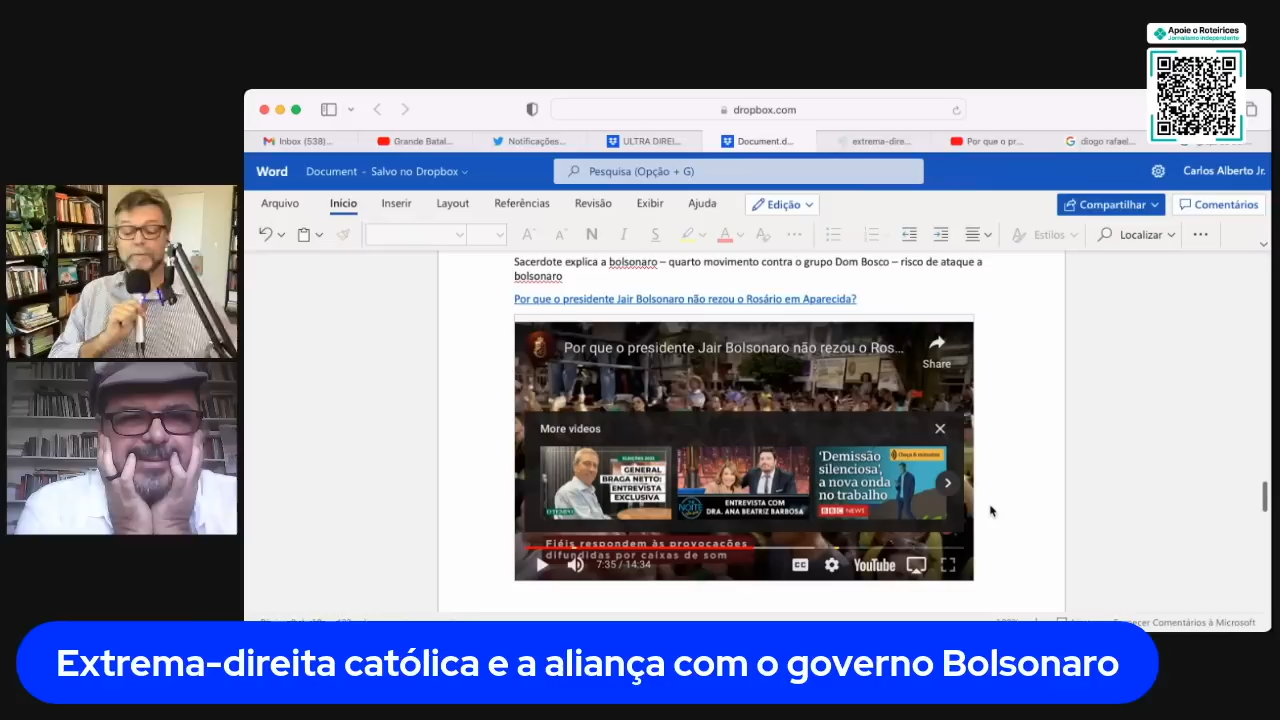 Apoie o Roteirices
Jornalismo independente
dropbox.com
Inbox (538)...
Grande Batal...
Notificações...
ULTRA DIREI...
Document.d...
extrema-dire...
Por que o pr...
diogo rafael...
Word
Document - Salvo no Dropbox
Pesquisa (Opção + G)
Carlos Alberto Jr.
Arquivo
Início
Inserir
Layout
Referências
Revisão
Exibir
Ajuda
Edição
Compartilhar
Comentários
N
I
S
Estilos
Localizar
Sacerdote explica a bolsonaro – quarto movimento contra o grupo Dom Bosco – risco de ataque a
bolsonaro
Por que o presidente Jair Bolsonaro não rezou o Rosário em Aparecida?
Por que o presidente Jair Bolsonaro não rezou o Ros...
Share
More videos
ELEIÇÕES 2022
GENERAL
BRAGA NETTO:
ENTREVISTA
EXCLUSIVA
O TEMPO
THE NOITE
ENTREVISTA COM
DRA. ANA BEATRIZ BARBOSA
'Demissão
silenciosa',
a nova onda
no trabalho
BBC NEWS
Fiéis respondem às provocações
difundidas por caixas de som
7:35 / 14:34
CC
YouTube
Comentários à Microsoft
Extrema-direita católica e a aliança com o governo Bolsonaro